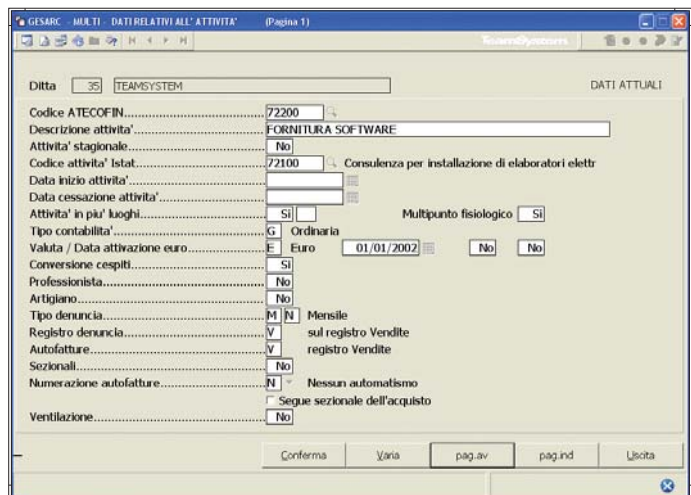 GESARC - MULTI - DATI RELATIVI ALL' ATTIVITA' (Pagina 1)
TeamSystem
Ditta 35 TEAMSYSTEM DATI ATTUALI
Codice ATECOFIN 72200
Descrizione attivita' FORNITURA SOFTWARE
Attivita' stagionale No
Codice attivita' Istat 72100 Consulenza per installazione di elaboratori elettr
Data inizio attivita'
Data cessazione attivita'
Attivita' in piu' luoghi Si Multipunto fisiologico Si
Tipo contabilita' G Ordinaria
Valuta / Data attivazione euro E Euro 01/01/2002 No No
Conversione cespiti Si
Professionista No
Artigiano No
Tipo denuncia M N Mensile
Registro denuncia V sul registro Vendite
Autofatture V registro Vendite
Sezionali No
Numerazione autofatture N Nessun automatismo
Segue sezionale dell'acquisto
Ventilazione No
Conferma Varia pag.av pag.ind Uscita